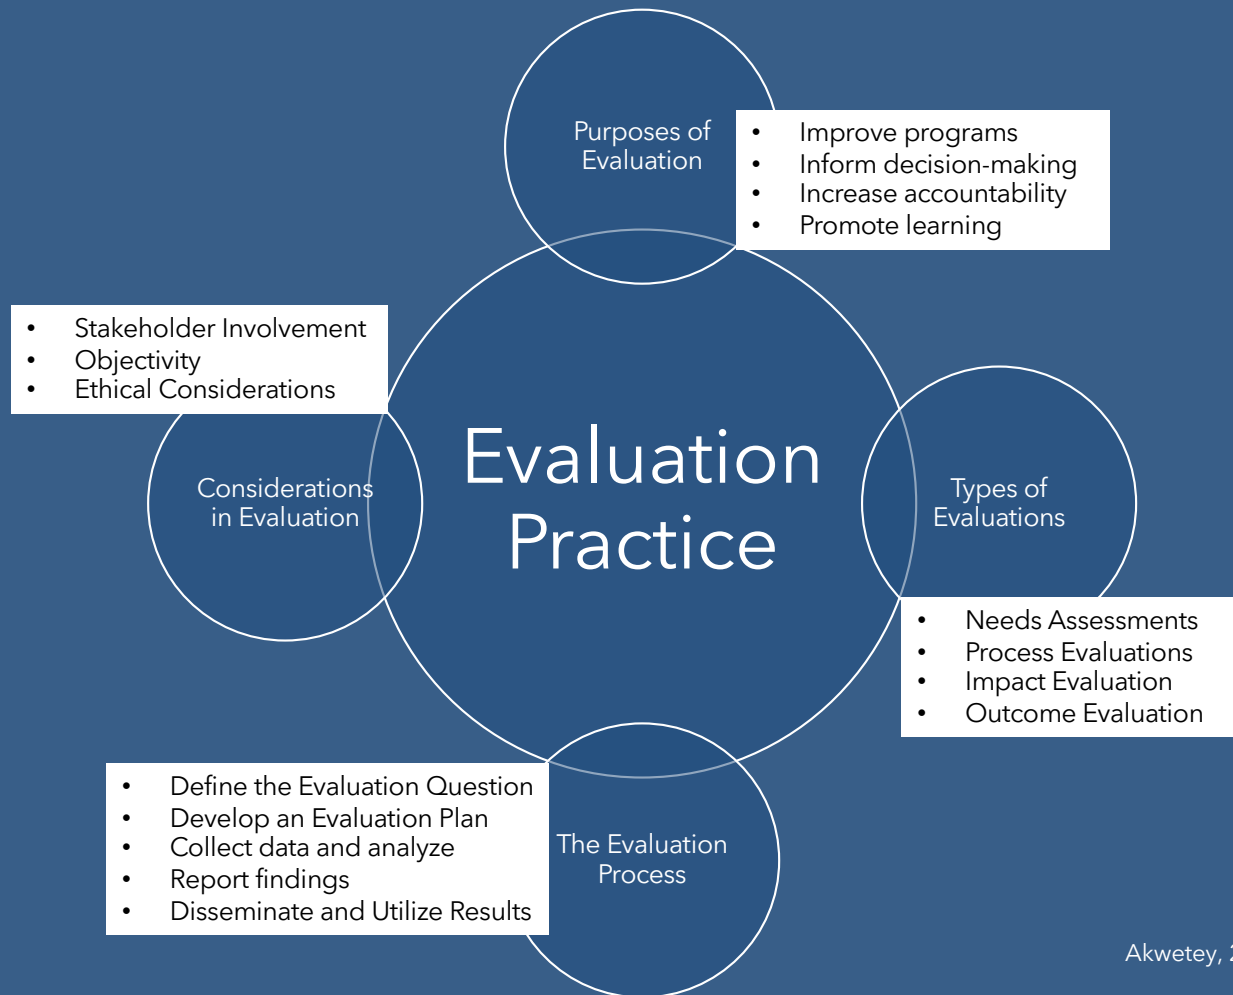 Purposes of
Evaluation
• Improve programs
• Inform decision-making
• Increase accountability
• Promote learning
• Stakeholder Involvement
• Objectivity
• Ethical Considerations
Considerations
in Evaluation
Evaluation
Practice
Types of
Evaluations
• Needs Assessments
• Process Evaluations
• Impact Evaluation
• Outcome Evaluation
• Define the Evaluation Question
• Develop an Evaluation Plan
• Collect data and analyze
• Report findings
• Disseminate and Utilize Results
The Evaluation
Process
Akwetey,